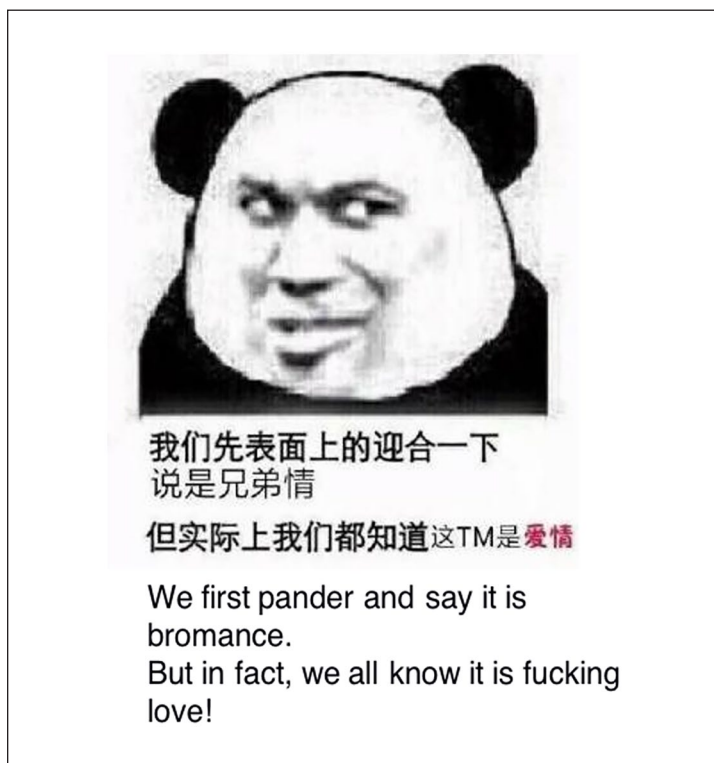 我们先表面上的迎合一下
说是兄弟情
但实际上我们都知道这TM是爱情
We first pander and say it is
bromance.
But in fact, we all know it is fucking
love!